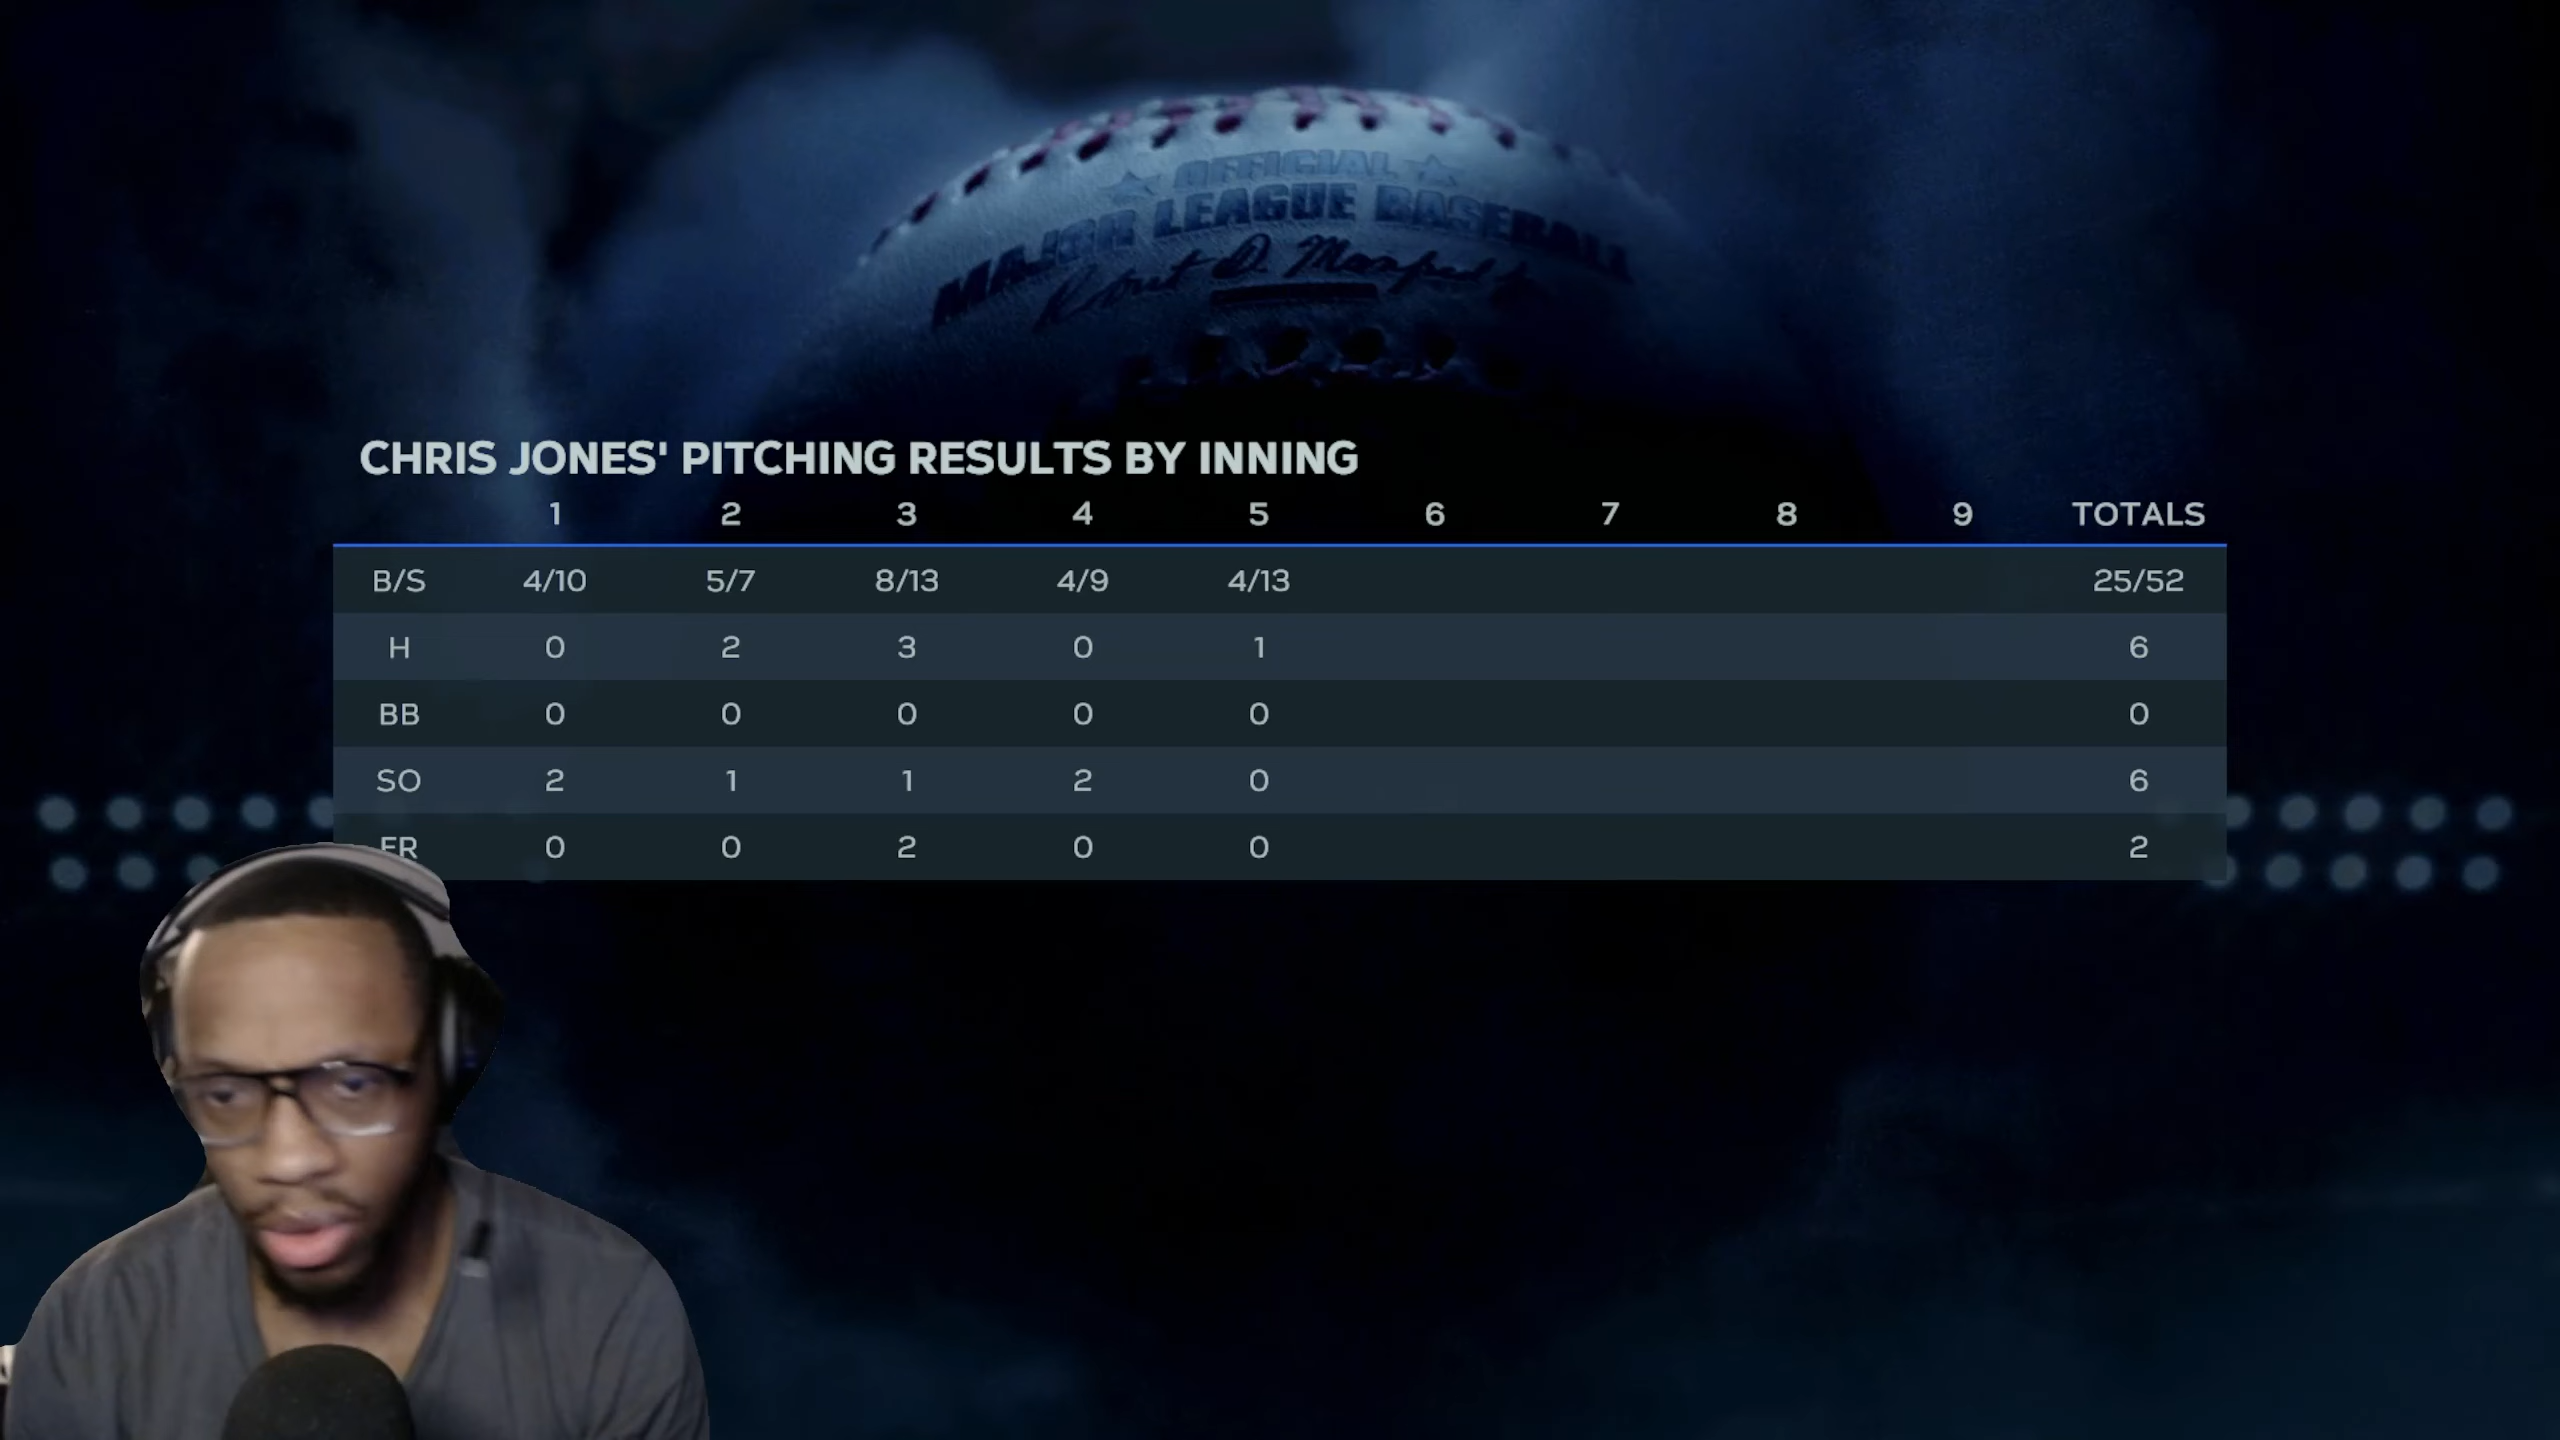 OFFICIAL
MAJOR LEAGUE BASEBALL
CHRIS JONES' PITCHING RESULTS BY INNING
1 2 3 4 5 6 7 8 9 TOTALS
B/S 4/10 5/7 8/13 4/9 4/13 25/52
H 0 2 3 0 1 6
BB 0 0 0 0 0 0
SO 2 1 1 2 0 6
ER 0 0 2 0 0 2